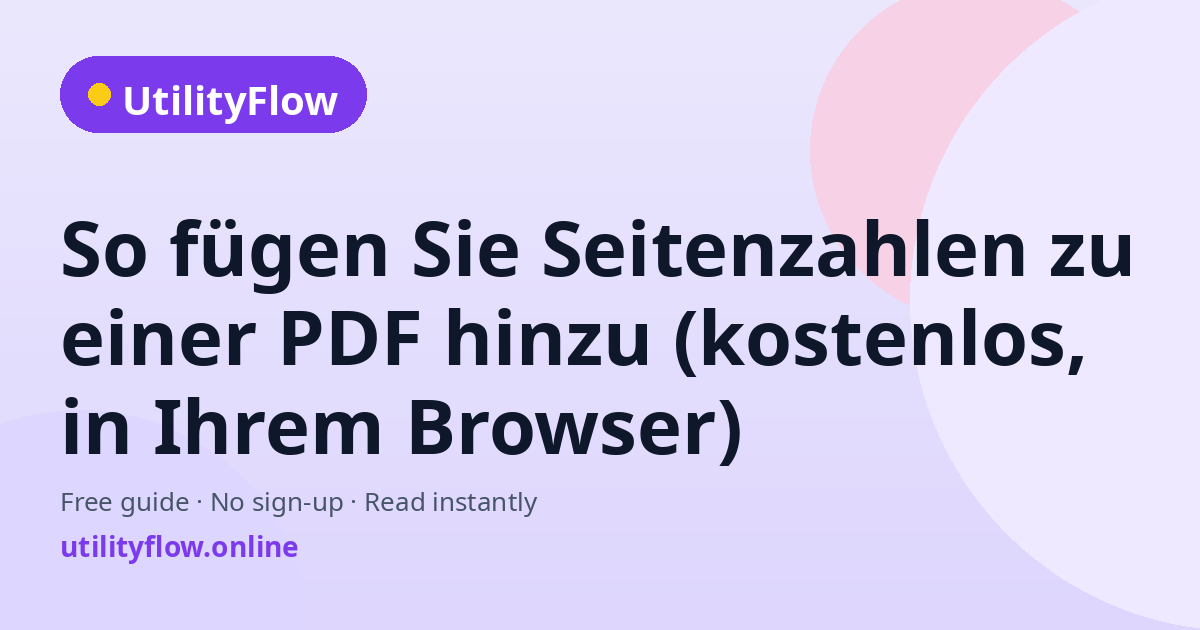 UtilityFlow
So fügen Sie Seitenzahlen zu
einer PDF hinzu (kostenlos,
in Ihrem Browser)
Free guide · No sign-up · Read instantly
utilityflow.online